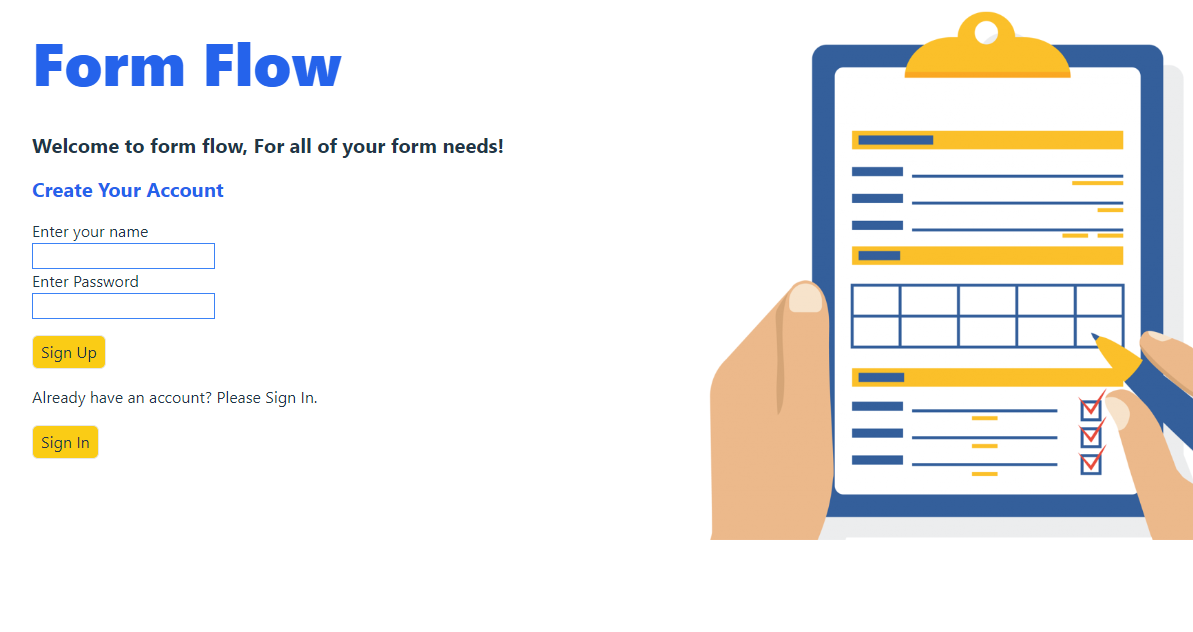 Form Flow
Welcome to form flow, For all of your form needs!
Create Your Account
Enter your name
Enter Password
Sign Up
Already have an account? Please Sign In.
Sign In